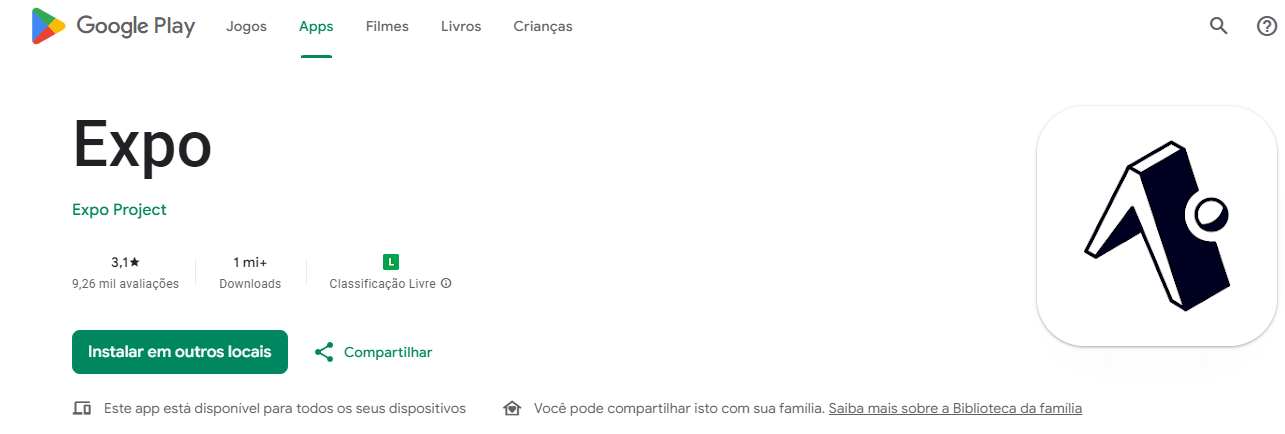 Google Play Jogos Apps Filmes Livros Crianças
Expo
Expo Project
3,1★ 1 mi+ L
9,26 mil avaliações Downloads Classificação Livre
Instalar em outros locais Compartilhar
Este app está disponível para todos os seus dispositivos Você pode compartilhar isto com sua família. Saiba mais sobre a Biblioteca da família